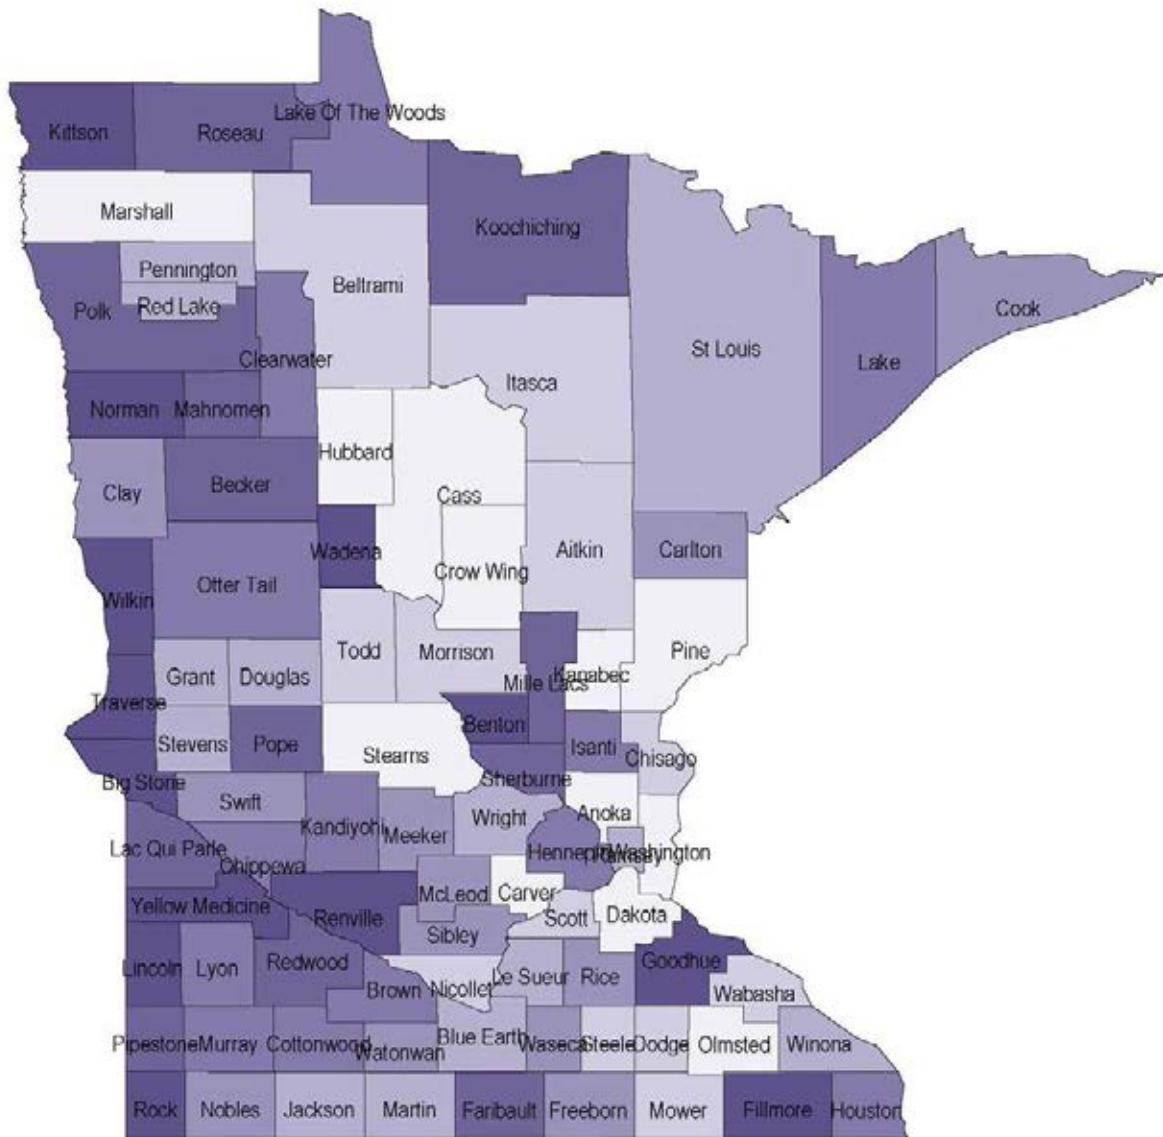 Lake Of The Woods
Kittson
Roseau
Marshall
Koochiching
Pennington
Beltrami
Red Lake
Polk
Cook
St Louis
Clearwater
Lake
Itasca
Norman
Mahnomen
Hubbard
Becker
Clay
Cass
Wadena
Aitkin
Carlton
Crow Wing
Otter Tail
Wilkin
Todd
Morrison
Pine
Grant
Douglas
Kanabec
Mille Lacs
Traverse
Benton
Stevens
Pope
Stearns
Isanti
Chisago
Big Stone
Sherburne
Swift
Kandiyohi
Meeker
Wright
Anoka
Lac Qui Parle
Chippewa
Hennepin
Ramsey
Washington
Yellow Medicine
Renville
McLeod
Carver
Scott
Dakota
Sibley
Lincoln
Lyon
Redwood
Goodhue
Brown
Nicollet
Le Sueur
Rice
Wabasha
Pipestone
Murray
Cottonwood
Watonwan
Blue Earth
Waseca
Steele
Dodge
Olmsted
Winona
Rock
Nobles
Jackson
Martin
Faribault
Freeborn
Mower
Fillmore
Houston